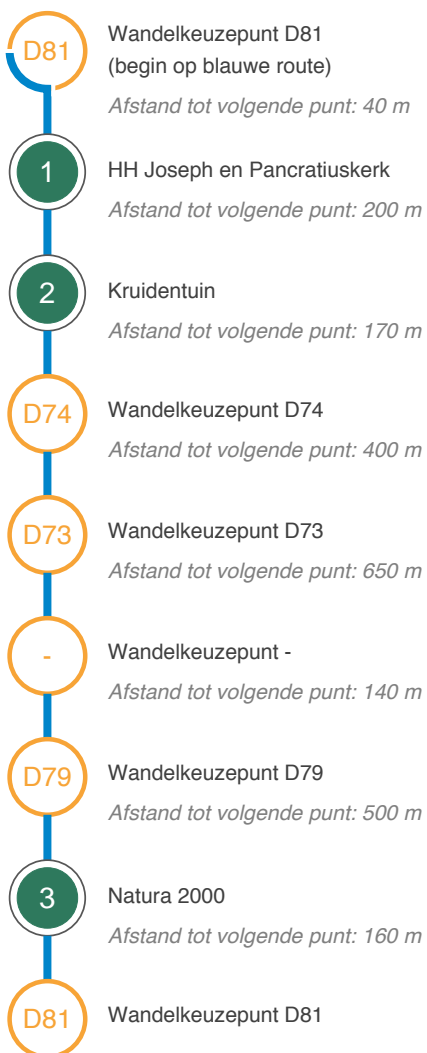 D81
Wandelkeuzepunt D81
(begin op blauwe route)
Afstand tot volgende punt: 40 m
1
HH Joseph en Pancratiuskerk
Afstand tot volgende punt: 200 m
2
Kruidentuin
Afstand tot volgende punt: 170 m
D74
Wandelkeuzepunt D74
Afstand tot volgende punt: 400 m
D73
Wandelkeuzepunt D73
Afstand tot volgende punt: 650 m
-
Wandelkeuzepunt -
Afstand tot volgende punt: 140 m
D79
Wandelkeuzepunt D79
Afstand tot volgende punt: 500 m
3
Natura 2000
Afstand tot volgende punt: 160 m
D81
Wandelkeuzepunt D81